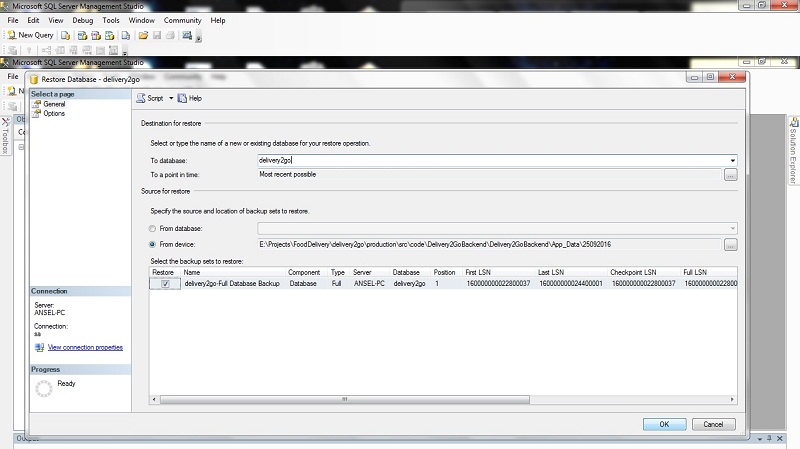 Microsoft SQL Server Management Studio
File Edit View Debug Tools Window Community Help
New Query
Microsoft SQL Server Management Studio
File
Restore Database - delivery2go
Select a page
General
Options
Script Help
Destination for restore
Select or type the name of a new or existing database for your restore operation.
To database: delivery2go
To a point in time: Most recent possible ...
Source for restore
Specify the source and location of backup sets to restore.
From database:
From device: E:\Projects\FoodDelivery\delivery2go\production\src\code\Delivery2GoBackend\Delivery2GoBackend\App_Data\25092016 ...
Select the backup sets to restore:
Restore Name Component Type Server Database Position First LSN Last LSN Checkpoint LSN Full LSN
delivery2go-Full Database Backup Database Full ANSEL-PC delivery2go 1 16000000022800037 16000000024400001 16000000022800037
Connection
Server:
ANSEL-PC
Connection:
sa
View connection properties
Progress
Ready
OK Cancel
Toolbox
Solution Explorer
Output